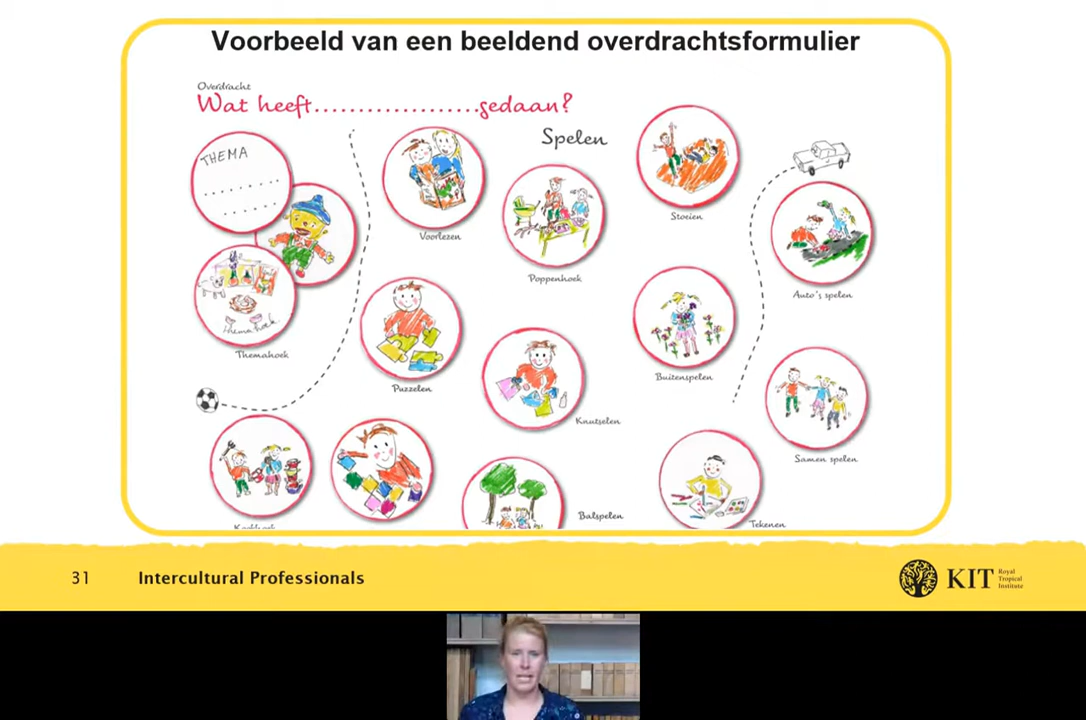 Voorbeeld van een beeldend overdrachtsformulier
Overdracht
Wat heeft...................gedaan?
Spelen
THEMA
Voorlezen
Poppenhoek
Stoeien
Auto's spelen
Themahoek
Themahoek
Puzzelen
Knutselen
Buitenspelen
Samen spelen
Balspelen
Tekenen
31
Intercultural Professionals
KIT
Royal
Tropical
Institute